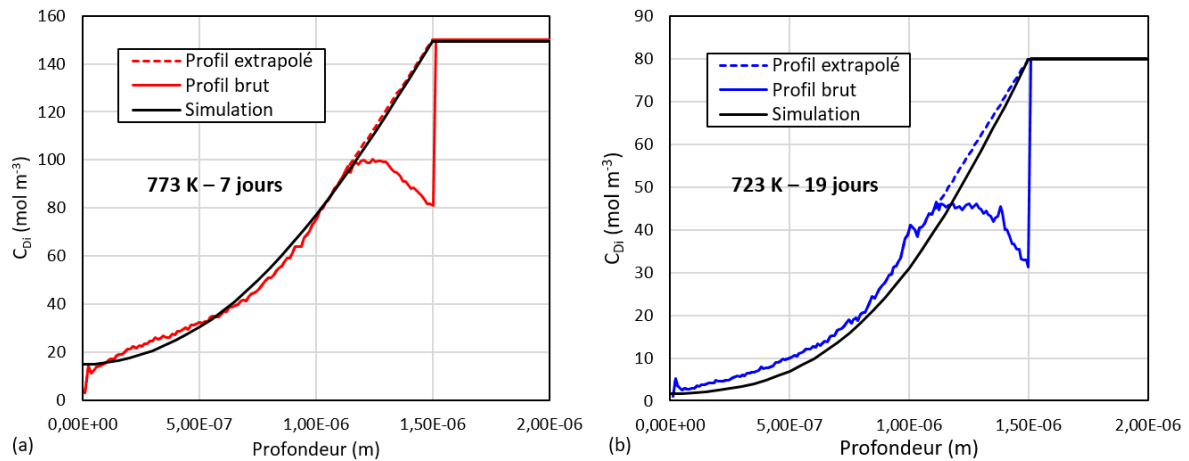 160
140
120
100
80
60
40
20
0
C_Di (mol m⁻³)
Profil extrapolé
Profil brut
Simulation
773 K – 7 jours
0,00E+00 5,00E-07 1,00E-06 1,50E-06 2,00E-06
(a) Profondeur (m)
90
80
70
60
50
40
30
20
10
0
C_Di (mol m⁻³)
Profil extrapolé
Profil brut
Simulation
723 K – 19 jours
0,00E+00 5,00E-07 1,00E-06 1,50E-06 2,00E-06
(b) Profondeur (m)